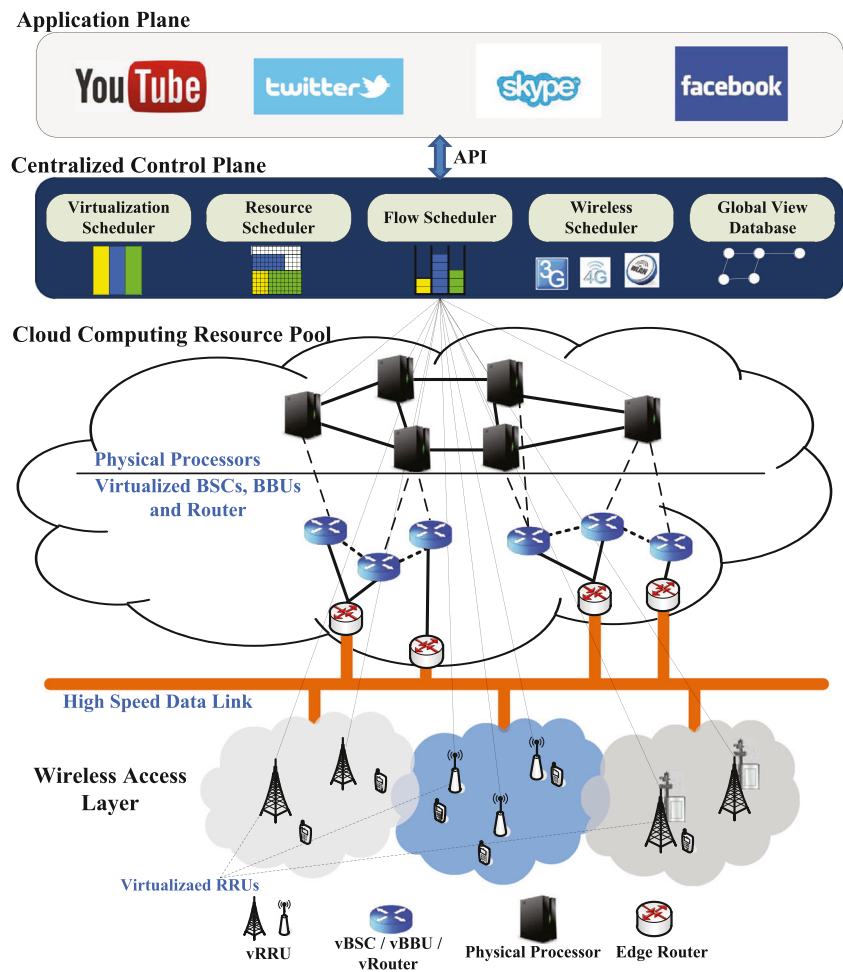 Application Plane
YouTube
twitter
skype
facebook
API
Centralized Control Plane
Virtualization
Scheduler
Resource
Scheduler
Flow Scheduler
Wireless
Scheduler
Global View
Database
3G
4G
WLAN
Cloud Computing Resource Pool
Physical Processors
Virtualized BSCs, BBUs
and Router
High Speed Data Link
Wireless Access
Layer
Virtualizaed RRUs
vRRU
vBSC / vBBU /
vRouter
Physical Processor
Edge Router